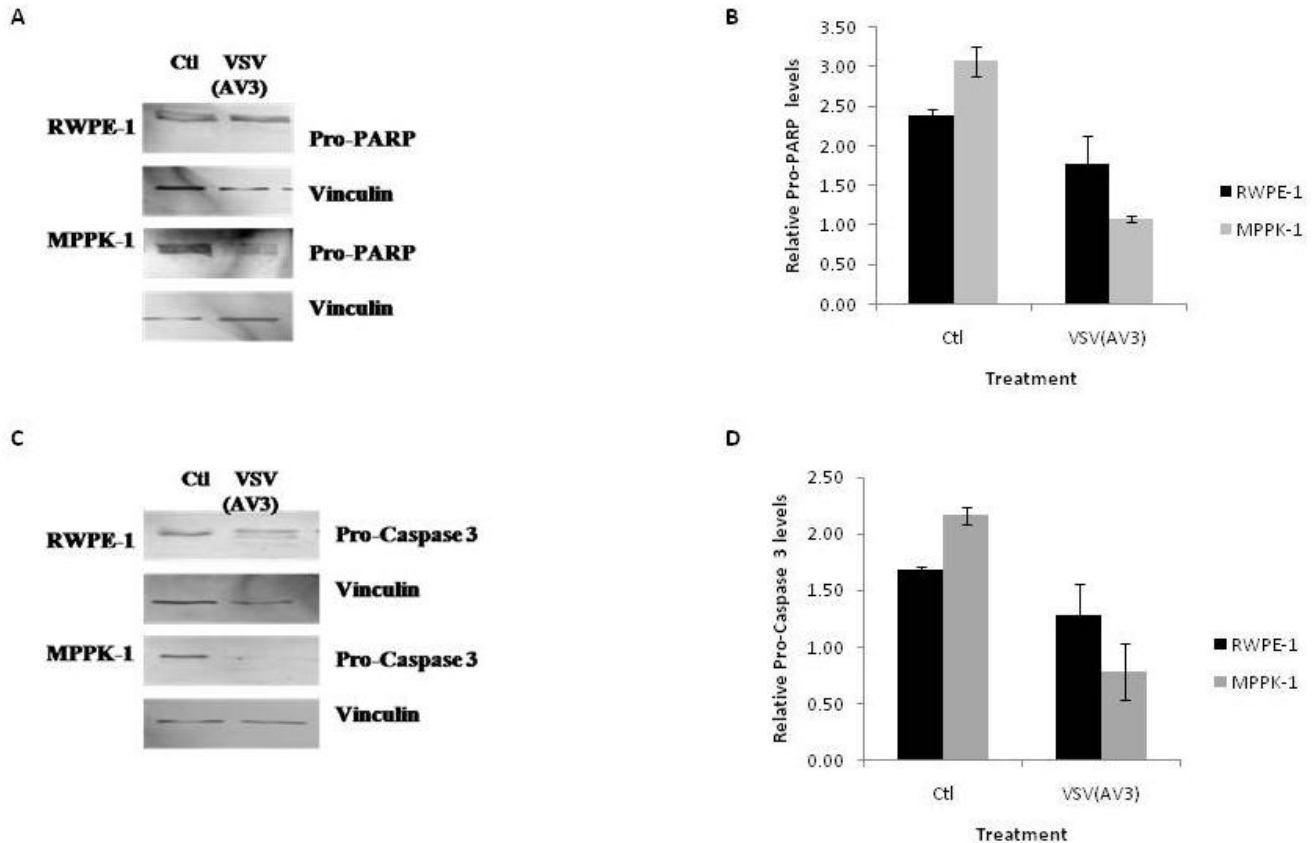 A
Ctl VSV
(AV3)
RWPE-1
Pro-PARP
Vinculin
MPPK-1
Pro-PARP
Vinculin
B
Relative Pro-PARP levels
3.50
3.00
2.50
2.00
1.50
1.00
0.50
0.00
Ctl VSV(AV3)
Treatment
RWPE-1
MPPK-1
C
Ctl VSV
(AV3)
RWPE-1 Pro-Caspase 3
Vinculin
MPPK-1 Pro-Caspase 3
Vinculin
D
Relative Pro-Caspase 3 levels
2.50
2.00
1.50
1.00
0.50
0.00
Ctl VSV(AV3)
Treatment
RWPE-1
MPPK-1